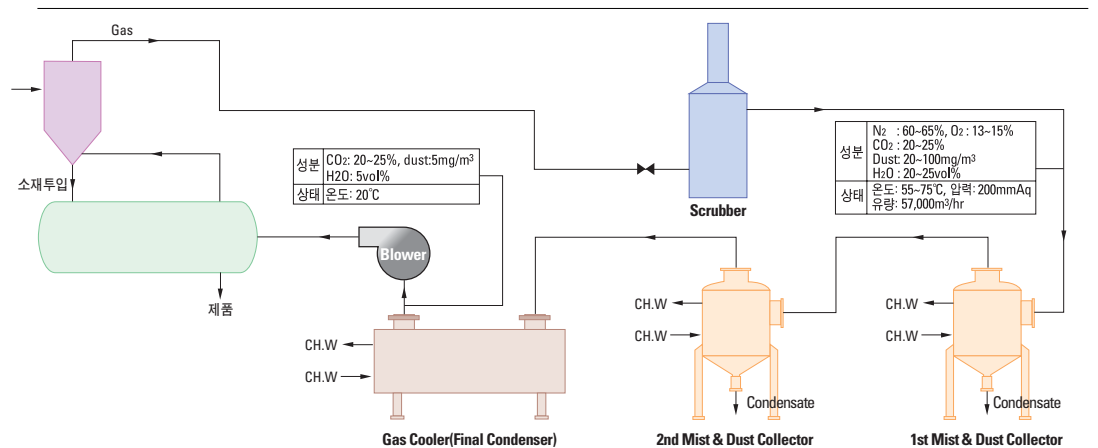 Gas
소재투입
제품
성분
CO2: 20~25%, dust:5mg/m3
H2O: 5vol%
상태
온도: 20℃
Blower
Scrubber
성분
N2 : 60~65%, O2 : 13~15%
CO2 : 20~25%
Dust: 20~100mg/m3
H2O : 20~25vol%
상태
온도: 55~75℃, 압력: 200mmAq
유량: 57,000m3/hr
CH.W
CH.W
Gas Cooler(Final Condenser)
CH.W
CH.W
Condensate
2nd Mist & Dust Collector
CH.W
CH.W
Condensate
1st Mist & Dust Collector